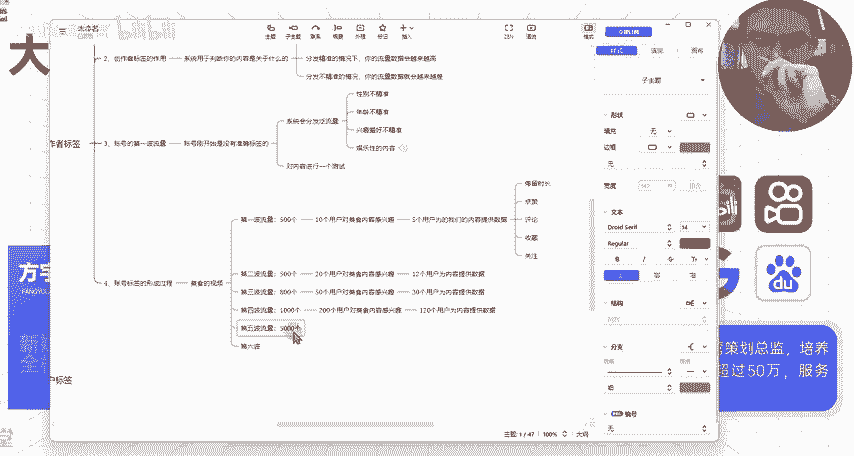 主题 子主题 联系 概要 外框 标记 插入
2、创作者标签的作用 系统用于判断你的内容是关于什么的 分发精准的情况下，你的流量数据会越来越高
分发不精准的情况，你的流量数据就会越来越差
作者标签 3、账号的第一波流量 账号刚开始是没有准确标签的 系统会分发泛流量 性别不精准
年龄不精准
兴趣爱好不精准
娱乐性的内容
对内容进行一个测试
4、账号标签的形成过程 美食的视频
第一波流量：500个 10个用户对美食内容感兴趣 5个用户为的我们的内容提供数据
停留时长
点赞
评论
收藏
关注
第二波流量：500个 20个用户对美食内容感兴趣 12个用户为内容提供数据
第三波流量：800个 50个用户对美食内容感兴趣 30个用户为内容提供数据
第四波流量：1000个 200个用户对美食内容感兴趣 120个用户为内容提供数据
第五波流量：5000个
第六波
户标签
子主题
形状
填充 无
边框
无
宽度
文本
Droid Serif 14
Regular
结构
分支
编号
无
主题: 1 / 47 100% 大纲
大
方宇
du
营策划总监，培养
超过50万，服务